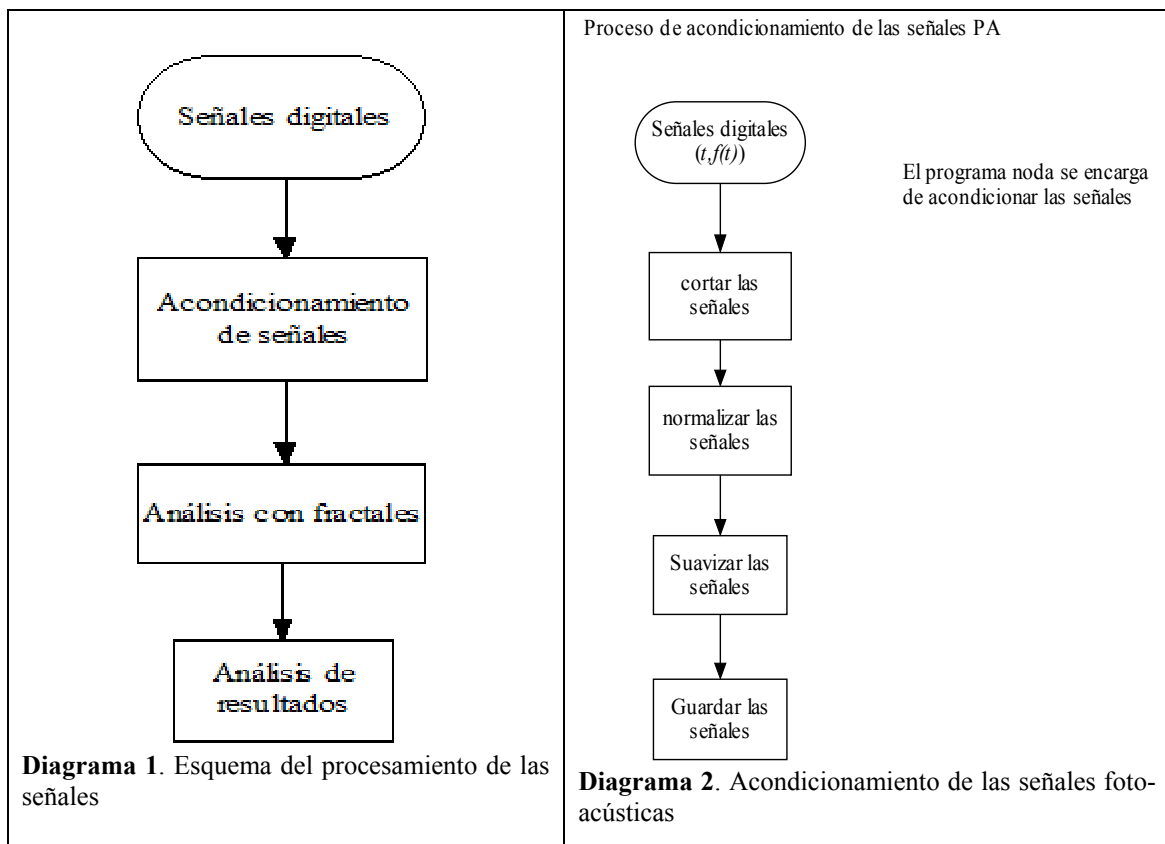 Señales digitales
Acondicionamiento
de señales
Análisis con fractales
Análisis de
resultados
Diagrama 1. Esquema del procesamiento de las
señales
Proceso de acondicionamiento de las señales PA
Señales digitales
(t,f(t))
El programa noda se encarga
de acondicionar las señales
cortar las
señales
normalizar las
señales
Suavizar las
señales
Guardar las
señales
Diagrama 2. Acondicionamiento de las señales foto-
acústicas